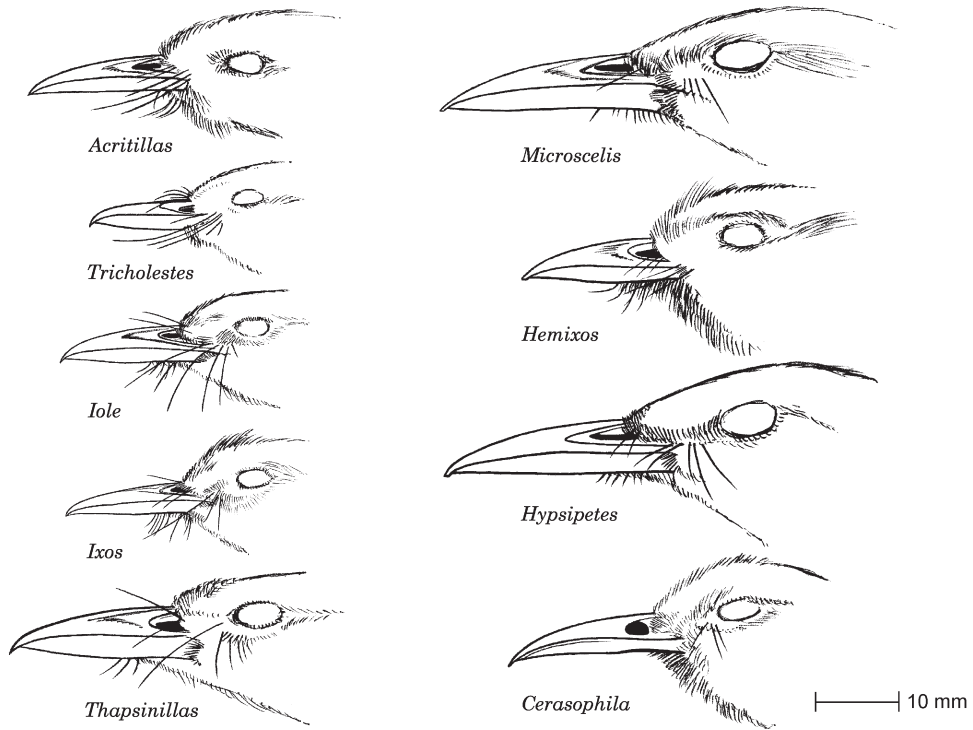 Acritillas
Tricholestes
Iole
Ixos
Thapsinillas
Microscelis
Hemixos
Hypsipetes
Cerasophila
10 mm